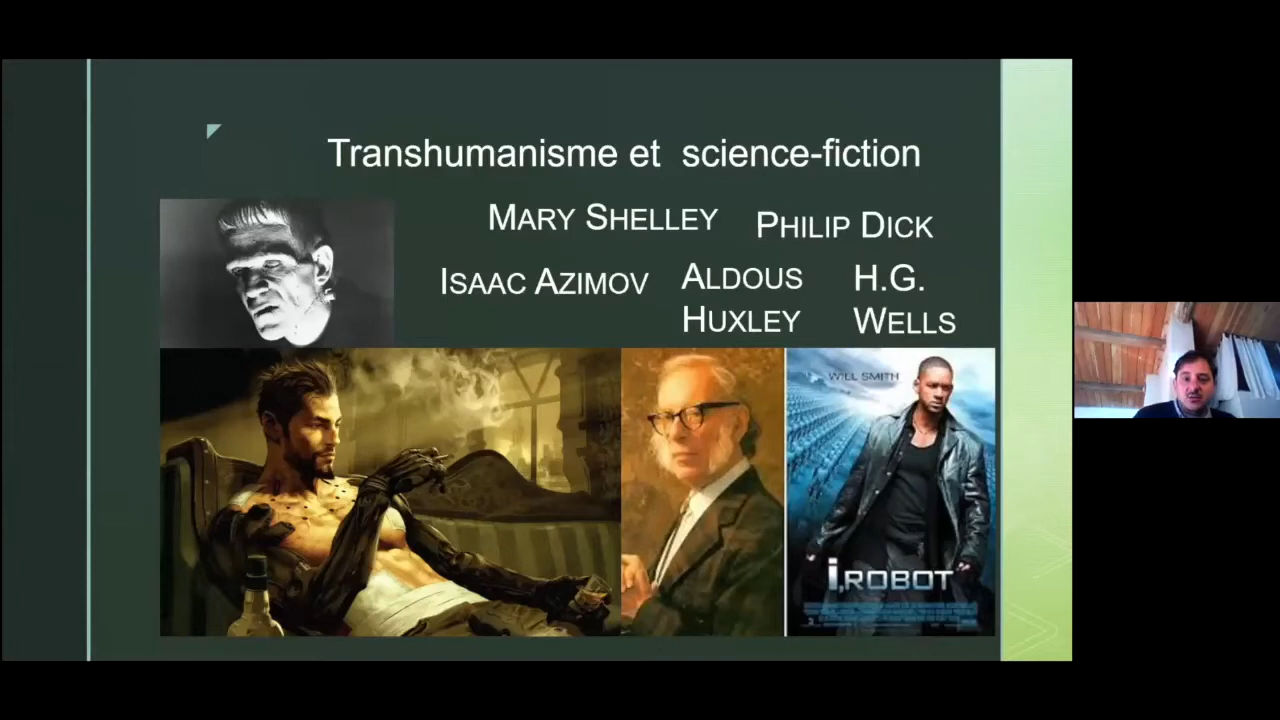 Transhumanisme et science-fiction
MARY SHELLEY
PHILIP DICK
ISAAC AZIMOV
ALDOUS
HUXLEY
H.G.
WELLS
WILL SMITH
i,ROBOT